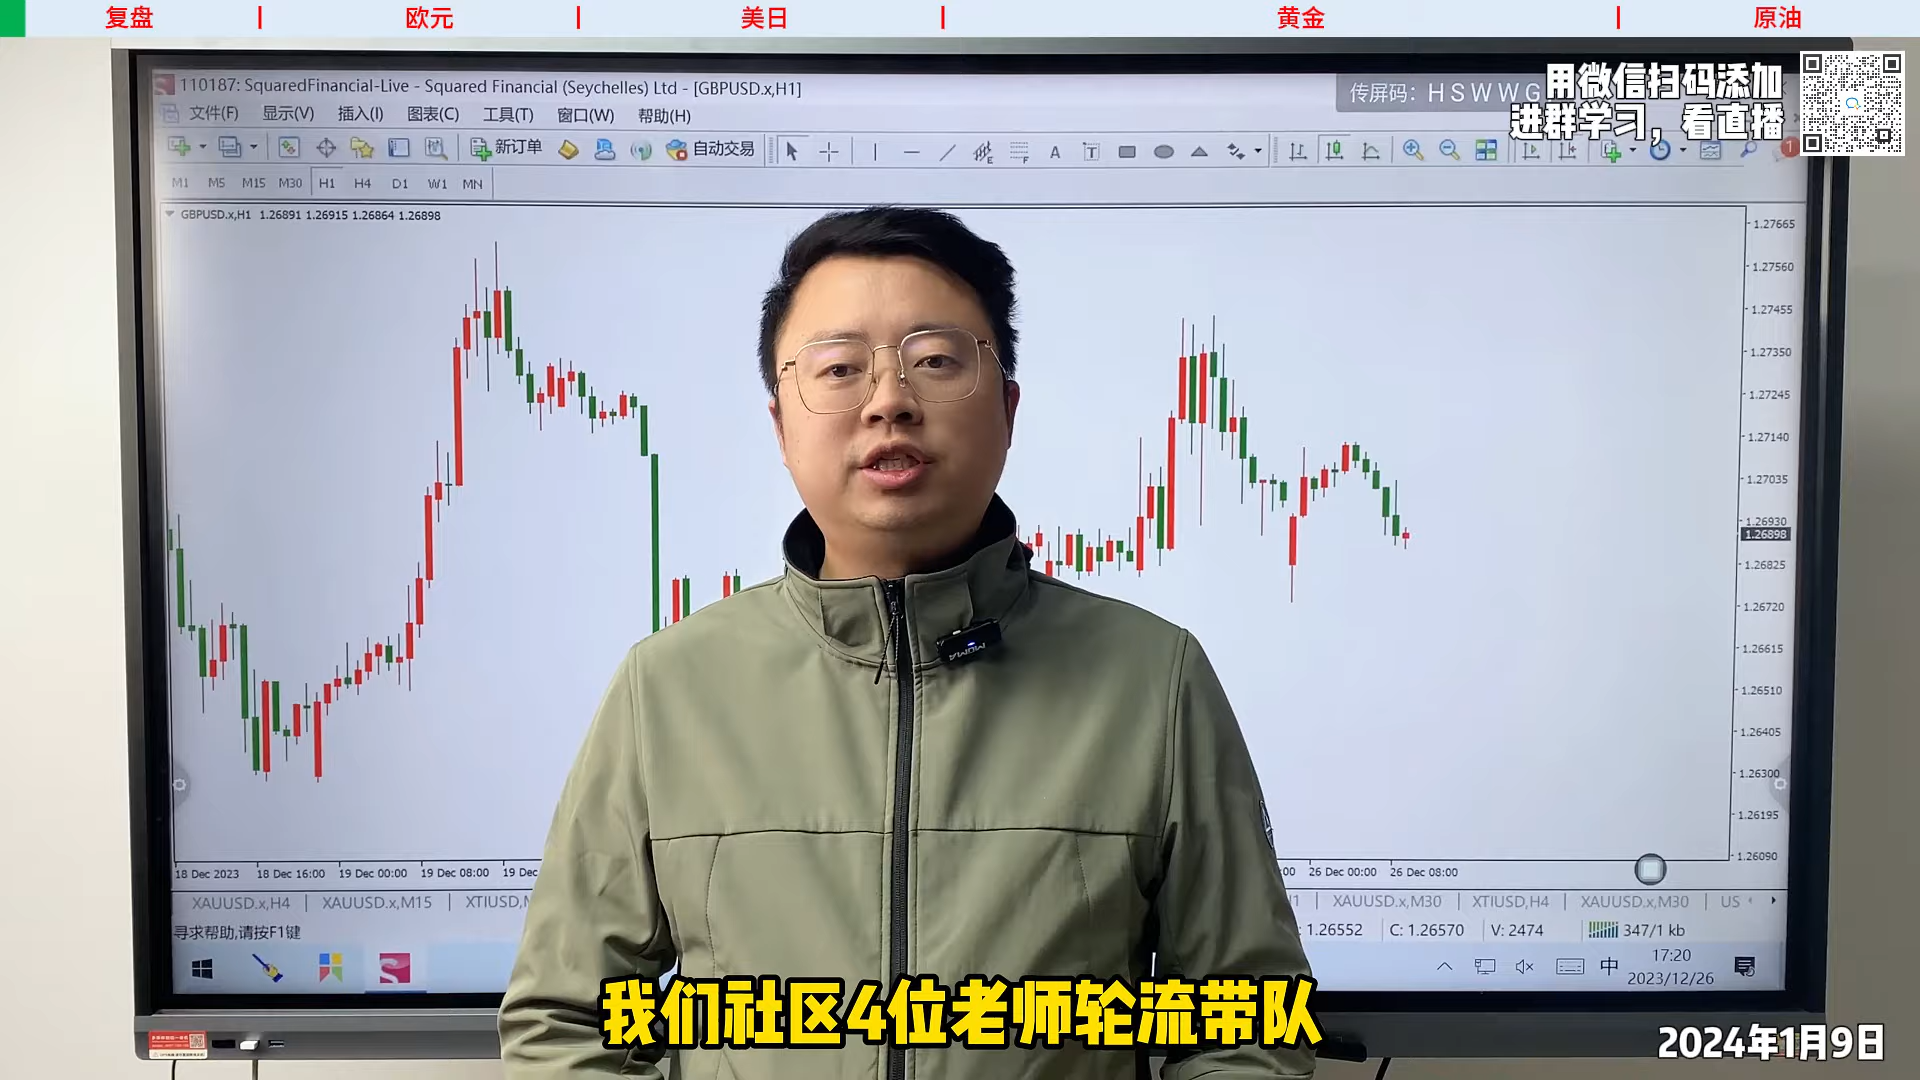 复盘 | 欧元 | 美日 | 黄金 | 原油
110187: SquaredFinancial-Live - Squared Financial (Seychelles) Ltd - [GBPUSD.x,H1]
传屏码: HSWWG
用微信扫码添加
进群学习，看直播
文件(F) 显示(V) 插入(I) 图表(C) 工具(T) 窗口(W) 帮助(H)
新订单 自动交易
M1 M5 M15 M30 H1 H4 D1 W1 MN
GBPUSD.x,H1 1.26891 1.26915 1.26864 1.26898
1.27665
1.27560
1.27455
1.27350
1.27245
1.27140
1.27035
1.26930
1.26898
1.26825
1.26720
1.26615
1.26510
1.26405
1.26300
1.26195
1.26090
18 Dec 2023 18 Dec 16:00 19 Dec 00:00 19 Dec 08:00 19 Dec :00 26 Dec 00:00 26 Dec 08:00
XAUUSD.x,H4 | XAUUSD.x,M15 | XTIUSD,M H1 | XAUUSD.x,M30 | XTIUSD,H4 | XAUUSD.x,M30 | US
寻求帮助,请按F1键 : 1.26552 C: 1.26570 V: 2474 347/1 kb
中 17:20
2023/12/26
我们社区4位老师轮流带队
2024年1月9日